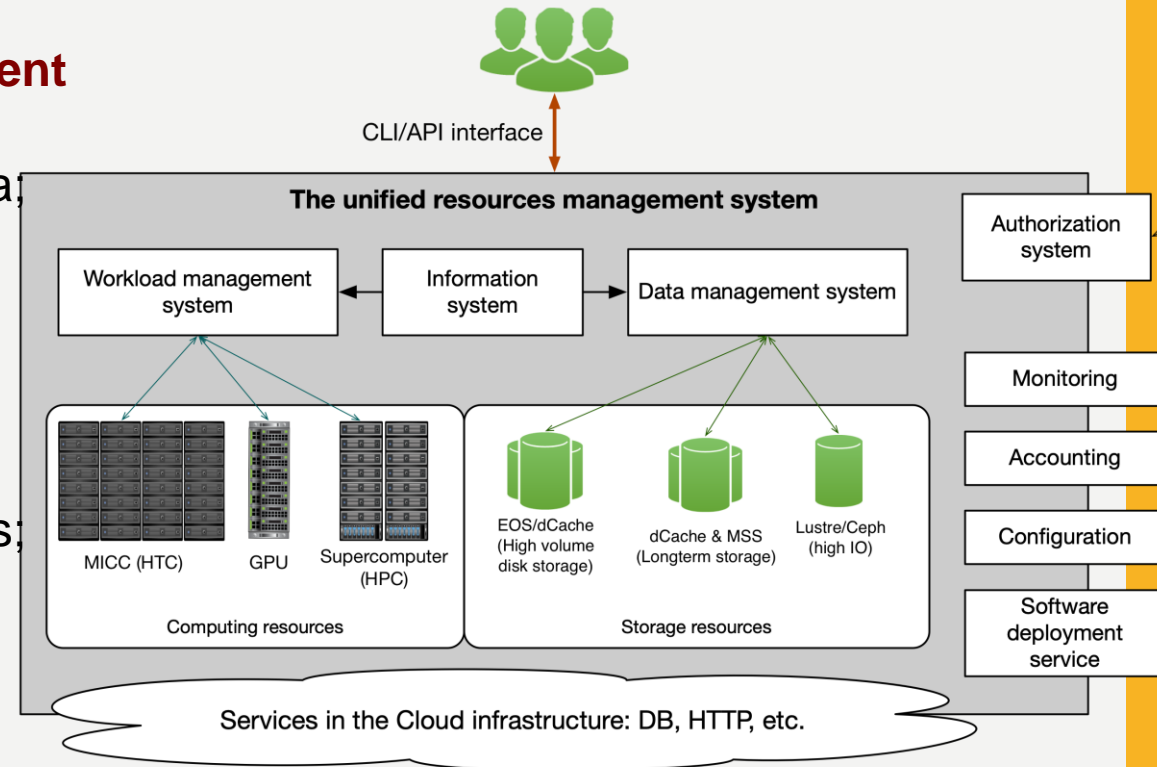 ent
CLI/API interface
a;
The unified resources management system
Authorization
system
Workload management
system
Information
system
Data management system
Monitoring
Accounting
s;
Configuration
MICC (HTC)
GPU
Supercomputer
(HPC)
EOS/dCache
(High volume
disk storage)
dCache & MSS
(Longterm storage)
Lustre/Ceph
(high IO)
Software
deployment
service
Computing resources
Storage resources
Services in the Cloud infrastructure: DB, HTTP, etc.